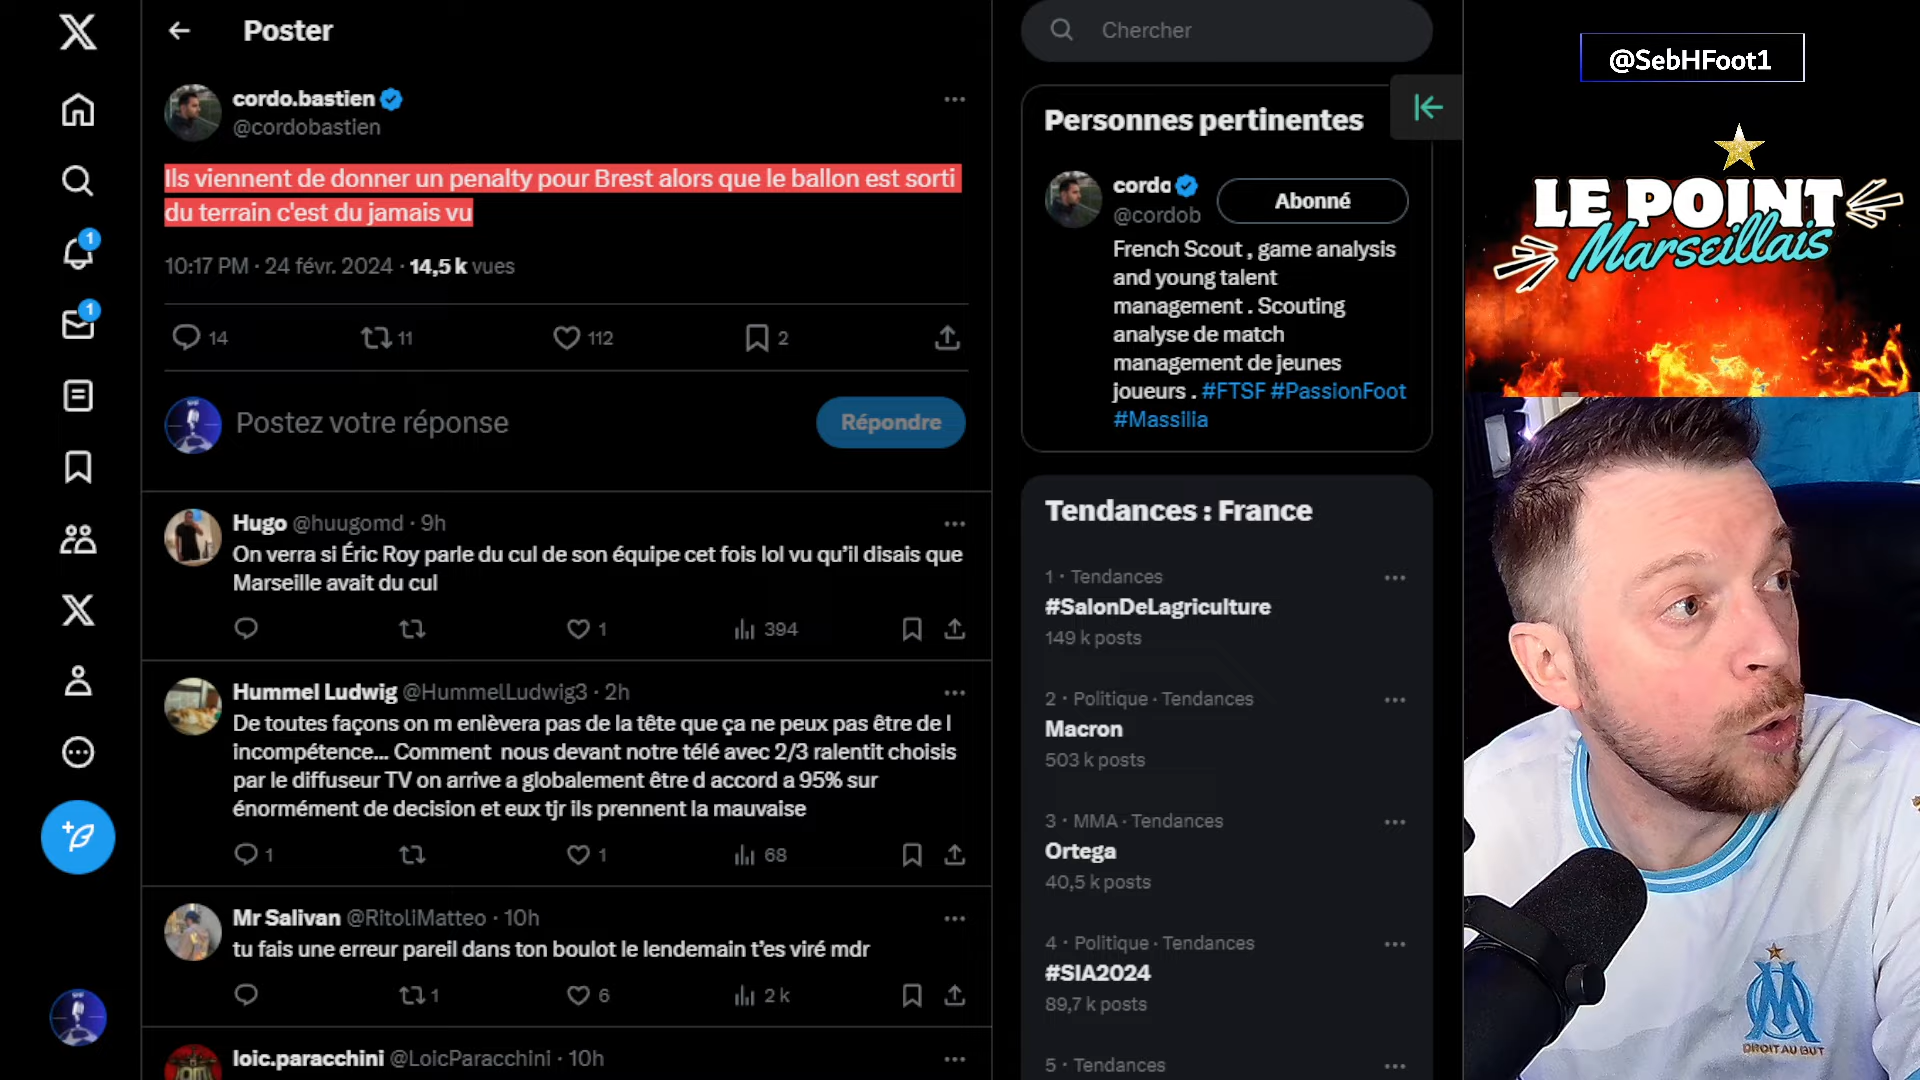 Poster
cordo.bastien
@cordobastien
Ils viennent de donner un penalty pour Brest alors que le ballon est sorti
du terrain c'est du jamais vu
10:17 PM · 24 févr. 2024 · 14,5 k vues
14
11
112
2
Postez votre réponse
Répondre
Hugo @huugomd · 9h
On verra si Éric Roy parle du cul de son équipe cet fois lol vu qu'il disais que
Marseille avait du cul
1
394
Hummel Ludwig @HummelLudwig3 · 2h
De toutes façons on m enlèvera pas de la tête que ça ne peux pas être de l
incompétence... Comment nous devant notre télé avec 2/3 ralentit choisis
par le diffuseur TV on arrive a globalement être d accord a 95% sur
énormément de decision et eux tjr ils prennent la mauvaise
1
1
68
Mr Salivan @RitoliMatteo · 10h
tu fais une erreur pareil dans ton boulot le lendemain t'es viré mdr
1
6
2 k
loic.paracchini @LoicParacchini · 10h
1
1
Chercher
Personnes pertinentes
cordo
@cordob
Abonné
French Scout , game analysis
and young talent
management . Scouting
analyse de match
management de jeunes
joueurs . #FTSF #PassionFoot
#Massilia
Tendances : France
1 · Tendances
#SalonDeLagriculture
149 k posts
2 · Politique · Tendances
Macron
503 k posts
3 · MMA · Tendances
Ortega
40,5 k posts
4 · Politique · Tendances
#SIA2024
89,7 k posts
5 · Tendances
@SebHFoot1
LE POINT
Marseillais
DROIT AU BUT